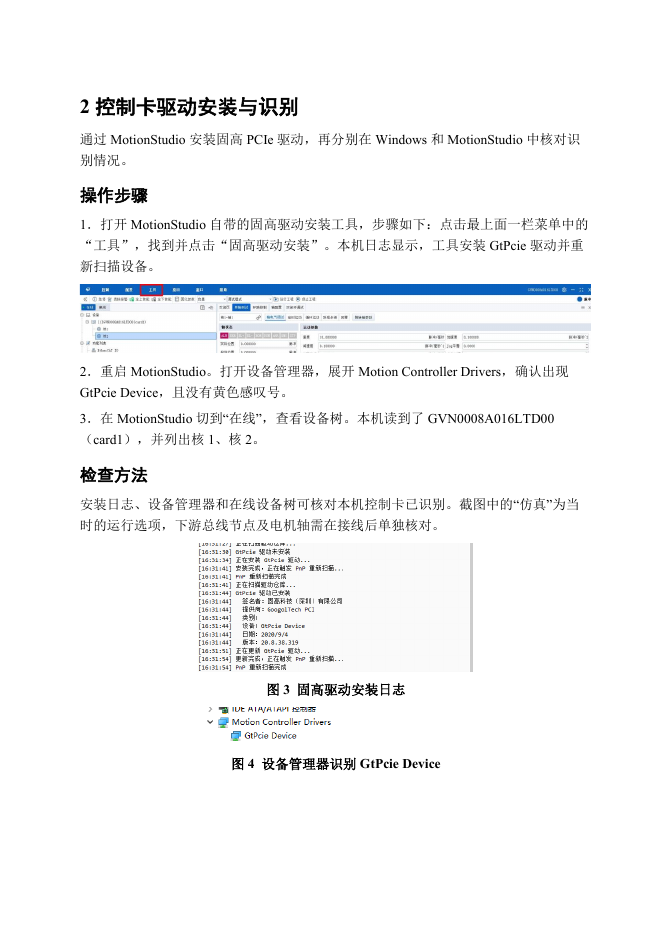 2 控制卡驱动安装与识别
通过 MotionStudio 安装固高 PCIe 驱动，再分别在 Windows 和 MotionStudio 中核对识
别情况。
操作步骤
1．打开 MotionStudio 自带的固高驱动安装工具，步骤如下：点击最上面一栏菜单中的
“工具”，找到并点击“固高驱动安装”。本机日志显示，工具安装 GtPcie 驱动并重
新扫描设备。
工具
2．重启 MotionStudio。打开设备管理器，展开 Motion Controller Drivers，确认出现
GtPcie Device，且没有黄色感叹号。
3．在 MotionStudio 切到“在线”，查看设备树。本机读到了 GVN0008A016LTD00
（card1），并列出核 1、核 2。
检查方法
安装日志、设备管理器和在线设备树可核对本机控制卡已识别。截图中的“仿真”为当
时的运行选项，下游总线节点及电机轴需在接线后单独核对。
[16:31:27] 正在扫描驱动仓库...
[16:31:30] GtPcie 驱动未安装
[16:31:34] 正在安装 GtPcie 驱动...
[16:31:41] 安装完成，正在触发 PnP 重新扫描...
[16:31:41] PnP 重新扫描完成
[16:31:41] 正在扫描驱动仓库...
[16:31:44] GtPcie 驱动已安装
[16:31:44] 签名者：固高科技（深圳）有限公司
[16:31:44] 提供商：GoogolTech PCI
[16:31:44] 类别：
[16:31:44] 设备：GtPcie Device
[16:31:44] 日期：2020/9/4
[16:31:44] 版本：20.8.38.319
[16:31:51] 正在更新 GtPcie 驱动...
[16:31:54] 更新完成，正在触发 PnP 重新扫描...
[16:31:54] PnP 重新扫描完成
图 3 固高驱动安装日志
IDE ATA/ATAPI 控制器
Motion Controller Drivers
GtPcie Device
图 4 设备管理器识别 GtPcie Device